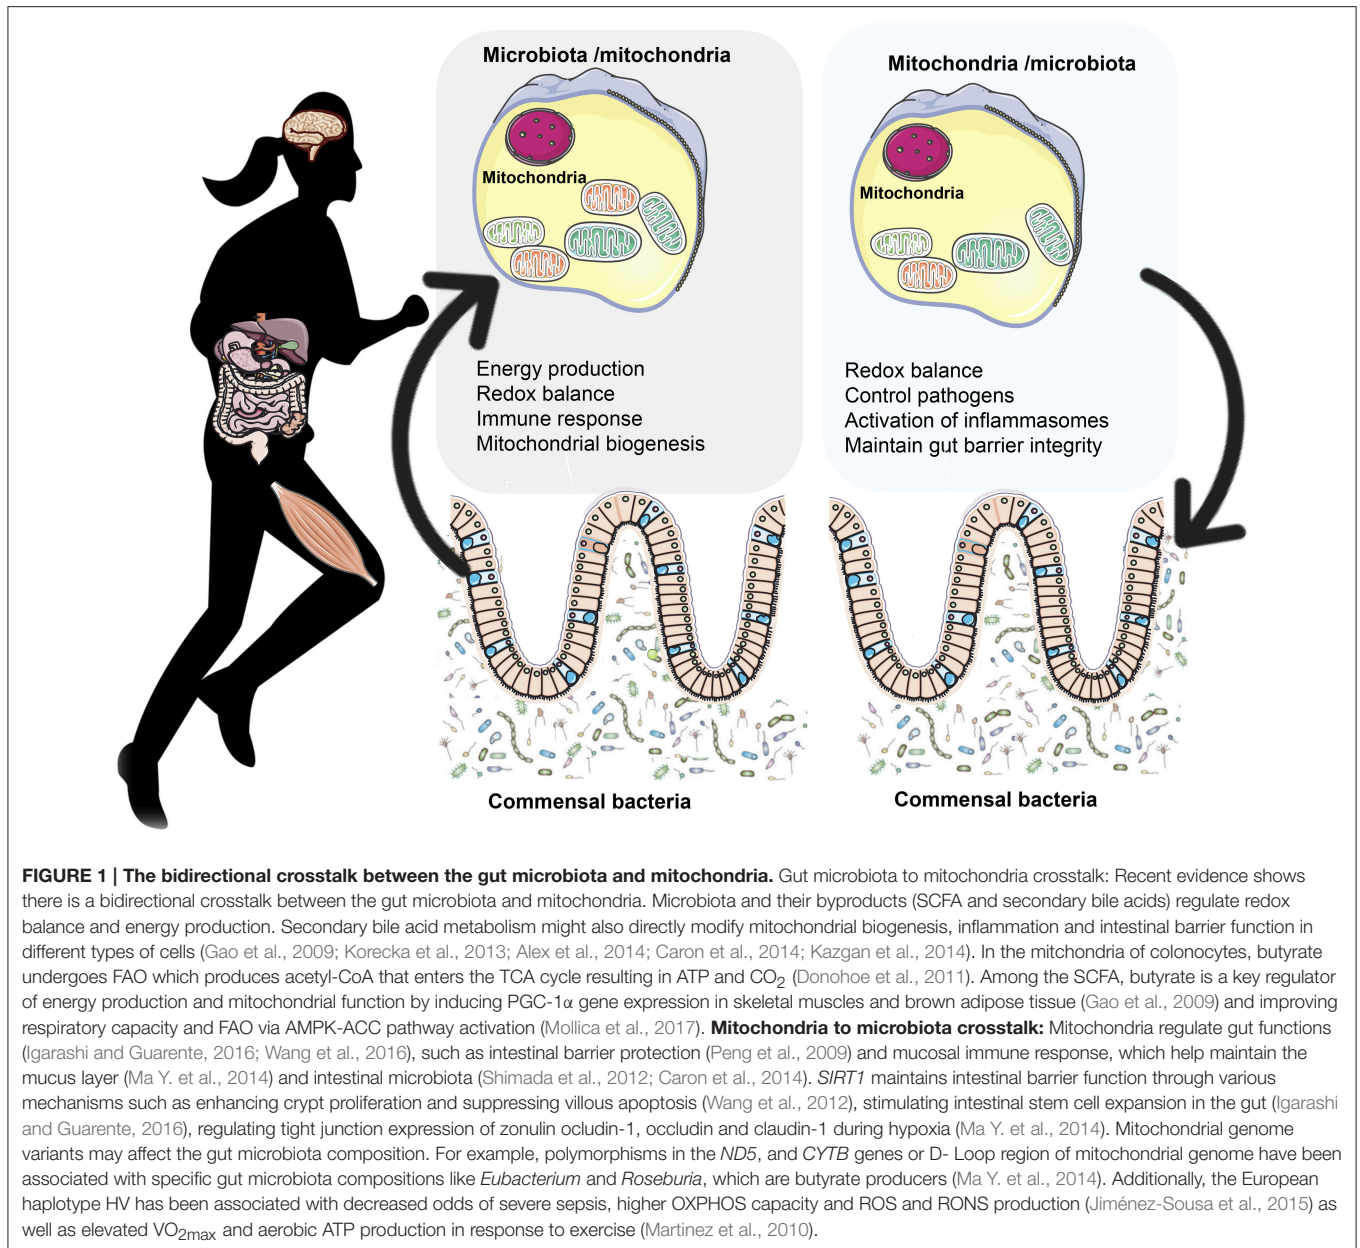 Microbiota /mitochondria
Mitochondria
Energy production
Redox balance
Immune response
Mitochondrial biogenesis
Commensal bacteria
Mitochondria /microbiota
Mitochondria
Redox balance
Control pathogens
Activation of inflammasomes
Maintain gut barrier integrity
Commensal bacteria
FIGURE 1 | The bidirectional crosstalk between the gut microbiota and mitochondria. Gut microbiota to mitochondria crosstalk: Recent evidence shows
there is a bidirectional crosstalk between the gut microbiota and mitochondria. Microbiota and their byproducts (SCFA and secondary bile acids) regulate redox
balance and energy production. Secondary bile acid metabolism might also directly modify mitochondrial biogenesis, inflammation and intestinal barrier function in
different types of cells (Gao et al., 2009; Korecka et al., 2013; Alex et al., 2014; Caron et al., 2014; Kazgan et al., 2014). In the mitchondria of colonocytes, butyrate
undergoes FAO which produces acetyl-CoA that enters the TCA cycle resulting in ATP and CO2 (Donohoe et al., 2011). Among the SCFA, butyrate is a key regulator
of energy production and mitochondrial function by inducing PGC-1α gene expression in skeletal muscles and brown adipose tissue (Gao et al., 2009) and improving
respiratory capacity and FAO via AMPK-ACC pathway activation (Mollica et al., 2017). Mitochondria to microbiota crosstalk: Mitochondria regulate gut functions
(Igarashi and Guarente, 2016; Wang et al., 2016), such as intestinal barrier protection (Peng et al., 2009) and mucosal immune response, which help maintain the
mucus layer (Ma Y. et al., 2014) and intestinal microbiota (Shimada et al., 2012; Caron et al., 2014). SIRT1 maintains intestinal barrier function through various
mechanisms such as enhancing crypt proliferation and suppressing villous apoptosis (Wang et al., 2012), stimulating intestinal stem cell expansion in the gut (Igarashi
and Guarente, 2016), regulating tight junction expression of zonulin ocludin-1, occludin and claudin-1 during hypoxia (Ma Y. et al., 2014). Mitochondrial genome
variants may affect the gut microbiota composition. For example, polymorphisms in the ND5, and CYTB genes or D- Loop region of mitochondrial genome have been
associated with specific gut microbiota compositions like Eubacterium and Roseburia, which are butyrate producers (Ma Y. et al., 2014). Additionally, the European
haplotype HV has been associated with decreased odds of severe sepsis, higher OXPHOS capacity and ROS and RONS production (Jiménez-Sousa et al., 2015) as
well as elevated VO2max and aerobic ATP production in response to exercise (Martinez et al., 2010).